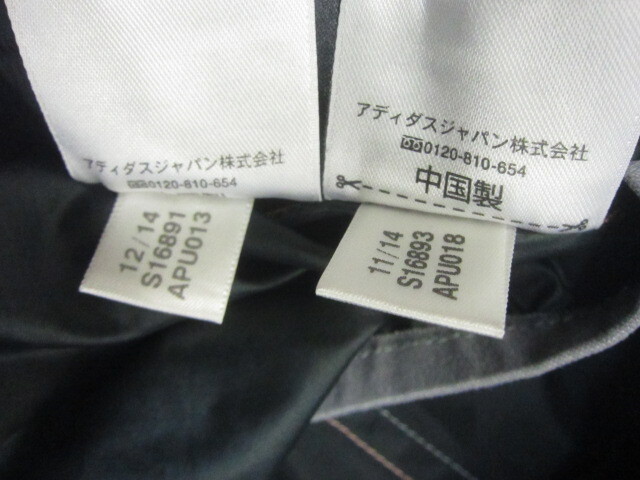 アディダスジャパン株式会社
0120-810-654
12/14
S16891
APU013
アディダスジャパン株式会社
0120-810-654
中国製
11/14
S16893
APU018